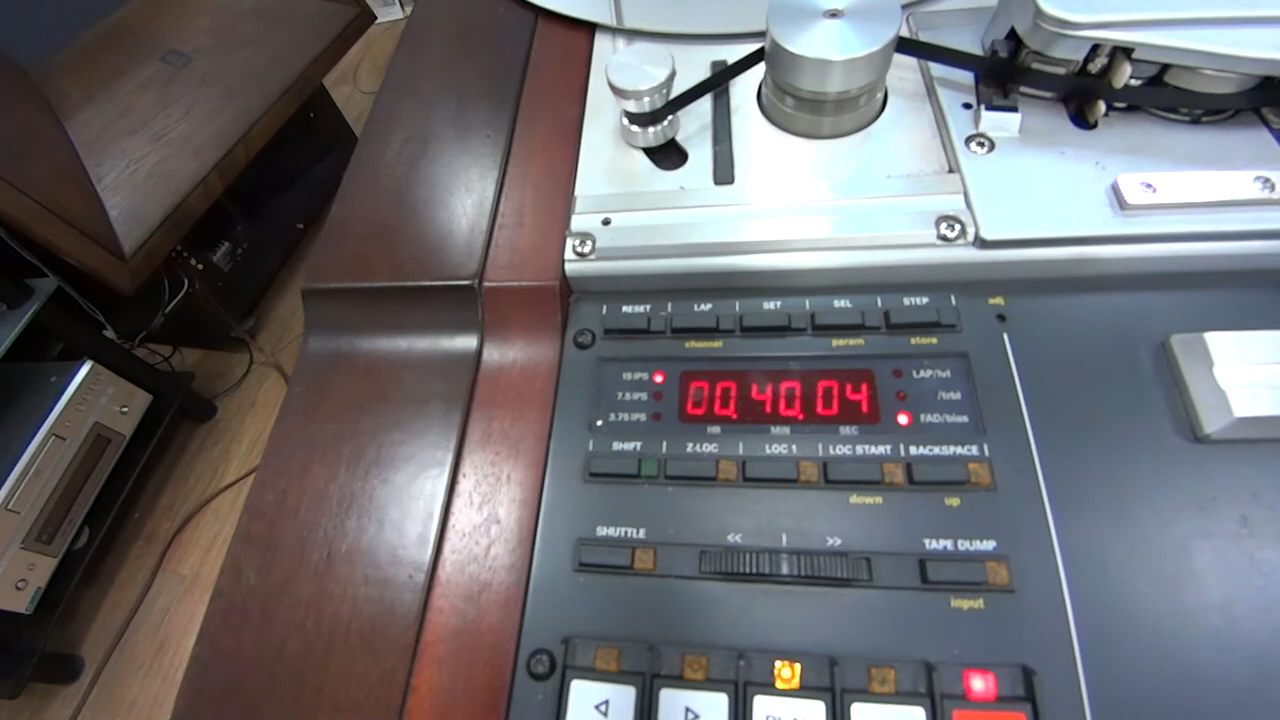 RESET LAP SET SEL STEP adj
channel param store
15 IPS LAP/lvl
7.5 IPS 00.40.04 /trbl
3.75 IPS FAD/bias
HR MIN SEC
SHIFT Z-LOC LOC 1 LOC START BACKSPACE
down up
SHUTTLE << | >> TAPE DUMP
input